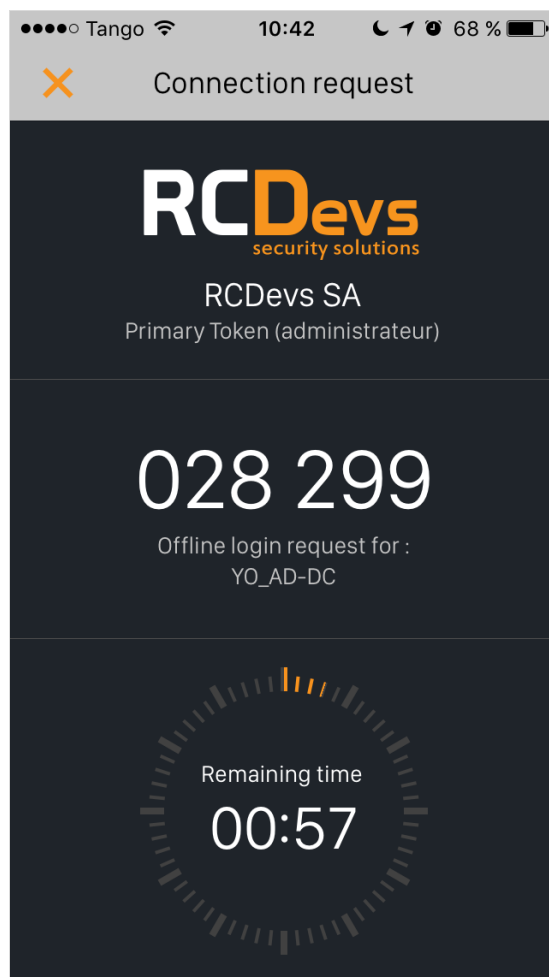 Tango 10:42 68 %
Connection request
RCDevs
security solutions
RCDevs SA
Primary Token (administrateur)
028 299
Offline login request for :
YO_AD-DC
Remaining time
00:57